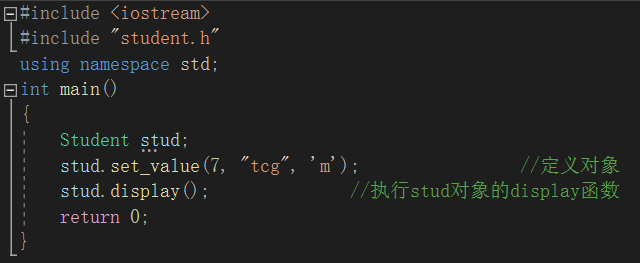 #include <iostream>
#include "student.h"
using namespace std;
int main()
{
Student stud;
stud.set_value(7, "tcg", 'm'); //定义对象
stud.display(); //执行stud对象的display函数
return 0;
}